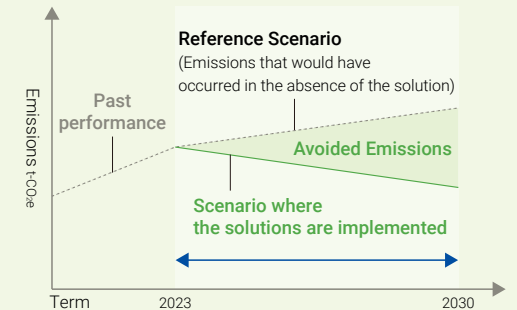 Reference Scenario
(Emissions that would have
occurred in the absence of the solution)
Past
performance
Emissions t-CO₂e
Avoided Emissions
Scenario where
the solutions are implemented
Term
2023
2030